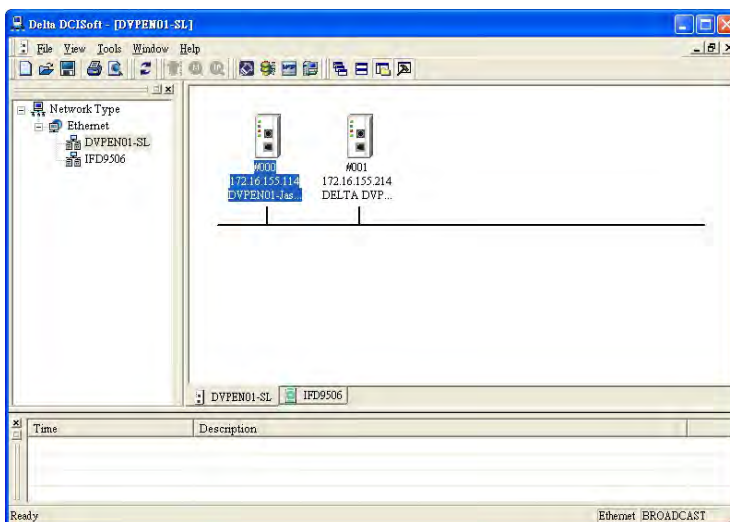 Delta DCISoft - [DVPEN01-SL]
File View Tools Window Help
Network Type
Ethernet
DVPEN01-SL
IFD9506
#000
172.16.155.114
DVPEN01-Jas...
#001
172.16.155.214
DELTA DVP...
DVPEN01-SL IFD9506
Time Description
Ready Ethernet BROADCAST